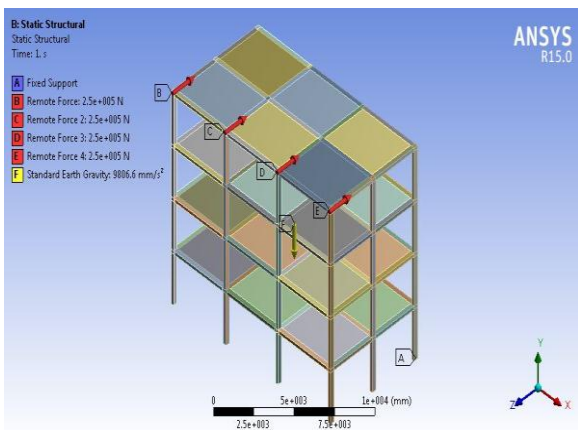 B: Static Structural
Static Structural
Time: 1. s
A Fixed Support
B Remote Force: 2.5e+005 N
C Remote Force 2: 2.5e+005 N
D Remote Force 3: 2.5e+005 N
E Remote Force 4: 2.5e+005 N
F Standard Earth Gravity: 9806.6 mm/s²
ANSYS
R15.0
B
C
D
E
F
A
0 5e+003 1e+004 (mm)
2.5e+003 7.5e+003
Y
Z X